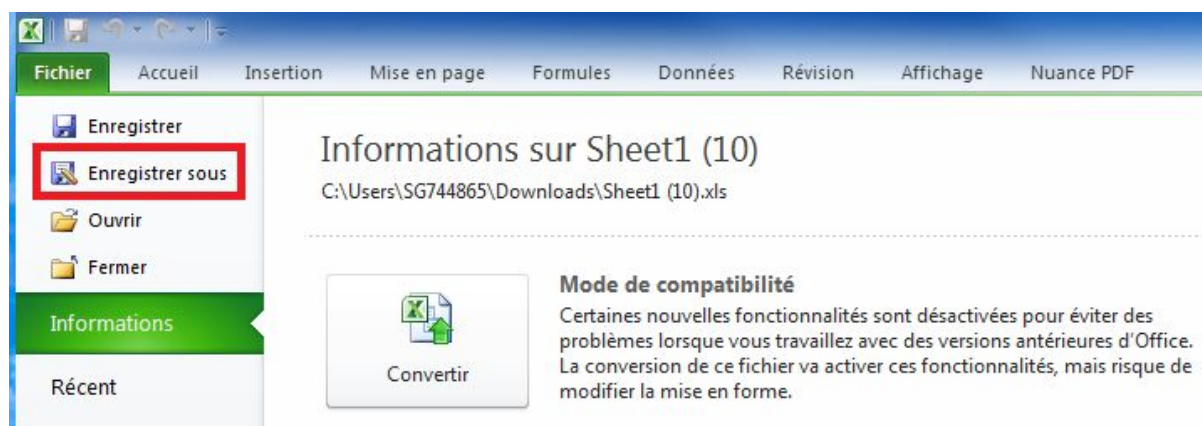 Fichier Accueil Insertion Mise en page Formules Données Révision Affichage Nuance PDF
Enregistrer
Enregistrer sous
Ouvrir
Fermer
Informations
Récent
Informations sur Sheet1 (10)
C:\Users\SG744865\Downloads\Sheet1 (10).xls
Convertir
Mode de compatibilité
Certaines nouvelles fonctionnalités sont désactivées pour éviter des
problèmes lorsque vous travaillez avec des versions antérieures d'Office.
La conversion de ce fichier va activer ces fonctionnalités, mais risque de
modifier la mise en forme.